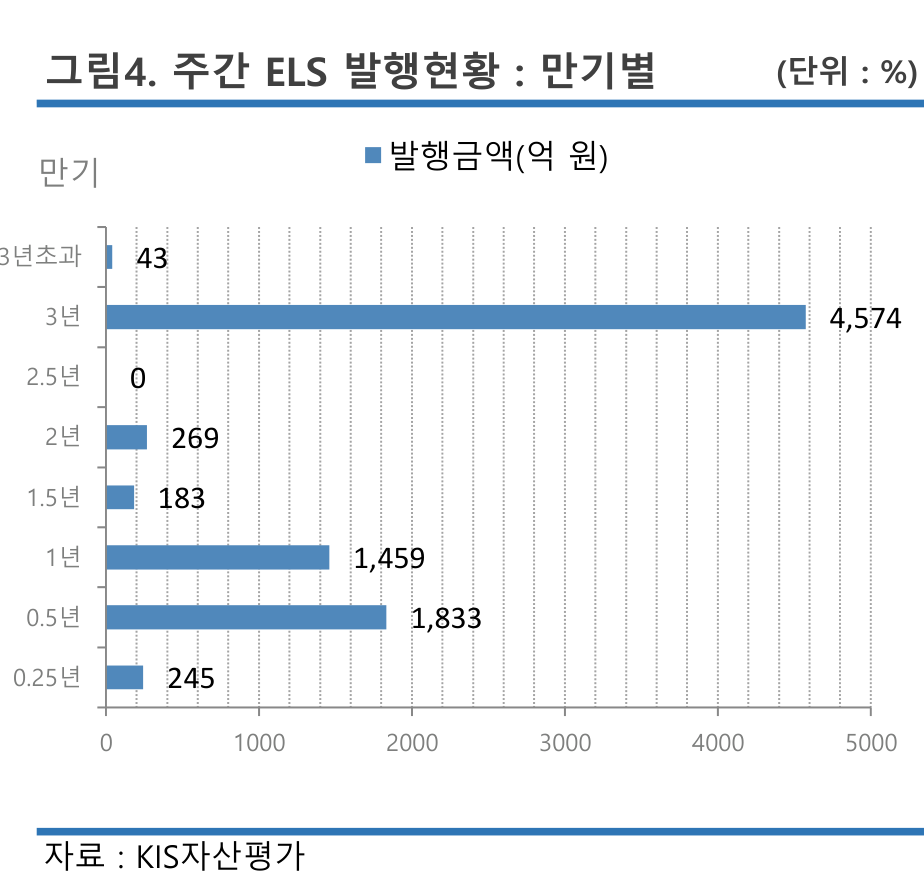 그림4. 주간 ELS 발행현황 : 만기별 (단위 : %)
발행금액(억 원)
만기
3년초과 43
3년 4,574
2.5년 0
2년 269
1.5년 183
1년 1,459
0.5년 1,833
0.25년 245
0 1000 2000 3000 4000 5000
자료 : KIS자산평가